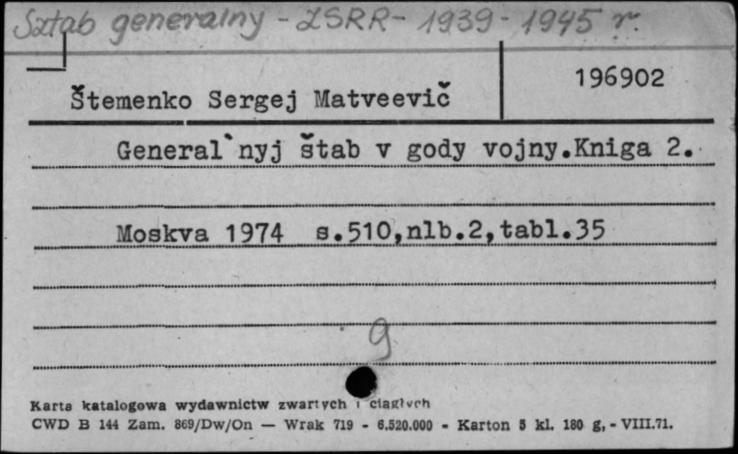 Sztab generalny - ZSRR - 1939 - 1945 r.
196902
Štemenko Sergej Matveevič
General`nyj štab v gody vojny.Kniga 2.
Moskva 1974 s.510,nlb.2,tabl.35
g
Karta katalogowa wydawnictw zwartych i ciągłych
CWD B 144 Zam. 869/Dw/On — Wrak 719 - 6.520.000 - Karton 5 kl. 180 g, - VIII.71.